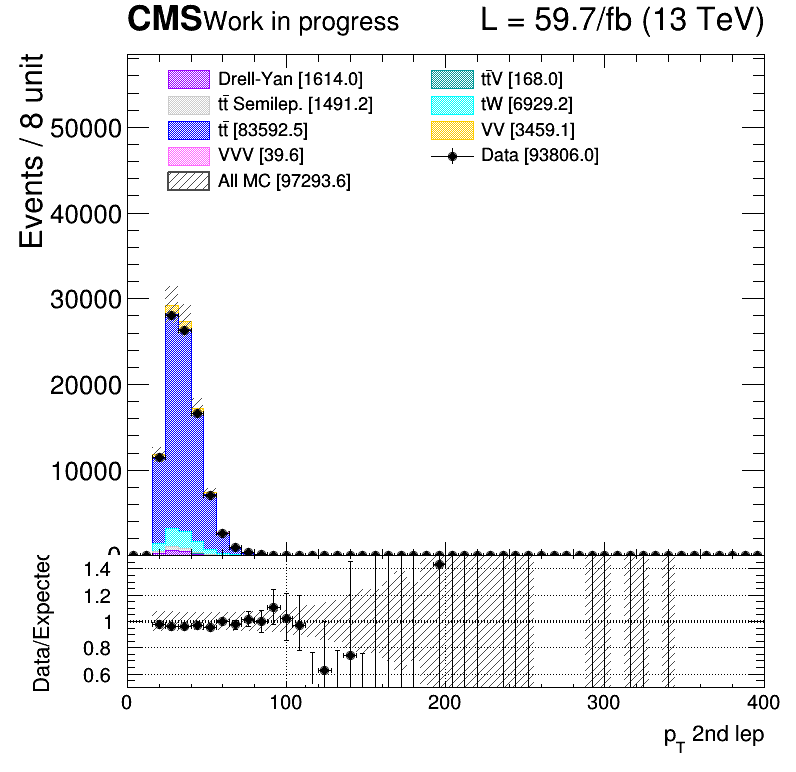 CMS Work in progress L = 59.7/fb (13 TeV)
Events / 8 unit
Drell-Yan [1614.0]
tt̄ Semilep. [1491.2]
tt̄ [83592.5]
VVV [39.6]
All MC [97293.6]
tt̄V [168.0]
tW [6929.2]
VV [3459.1]
Data [93806.0]
50000
40000
30000
20000
10000
0
Data/Expected
1.4
1.2
1
0.8
0.6
0 100 200 300 400
p_T 2nd lep